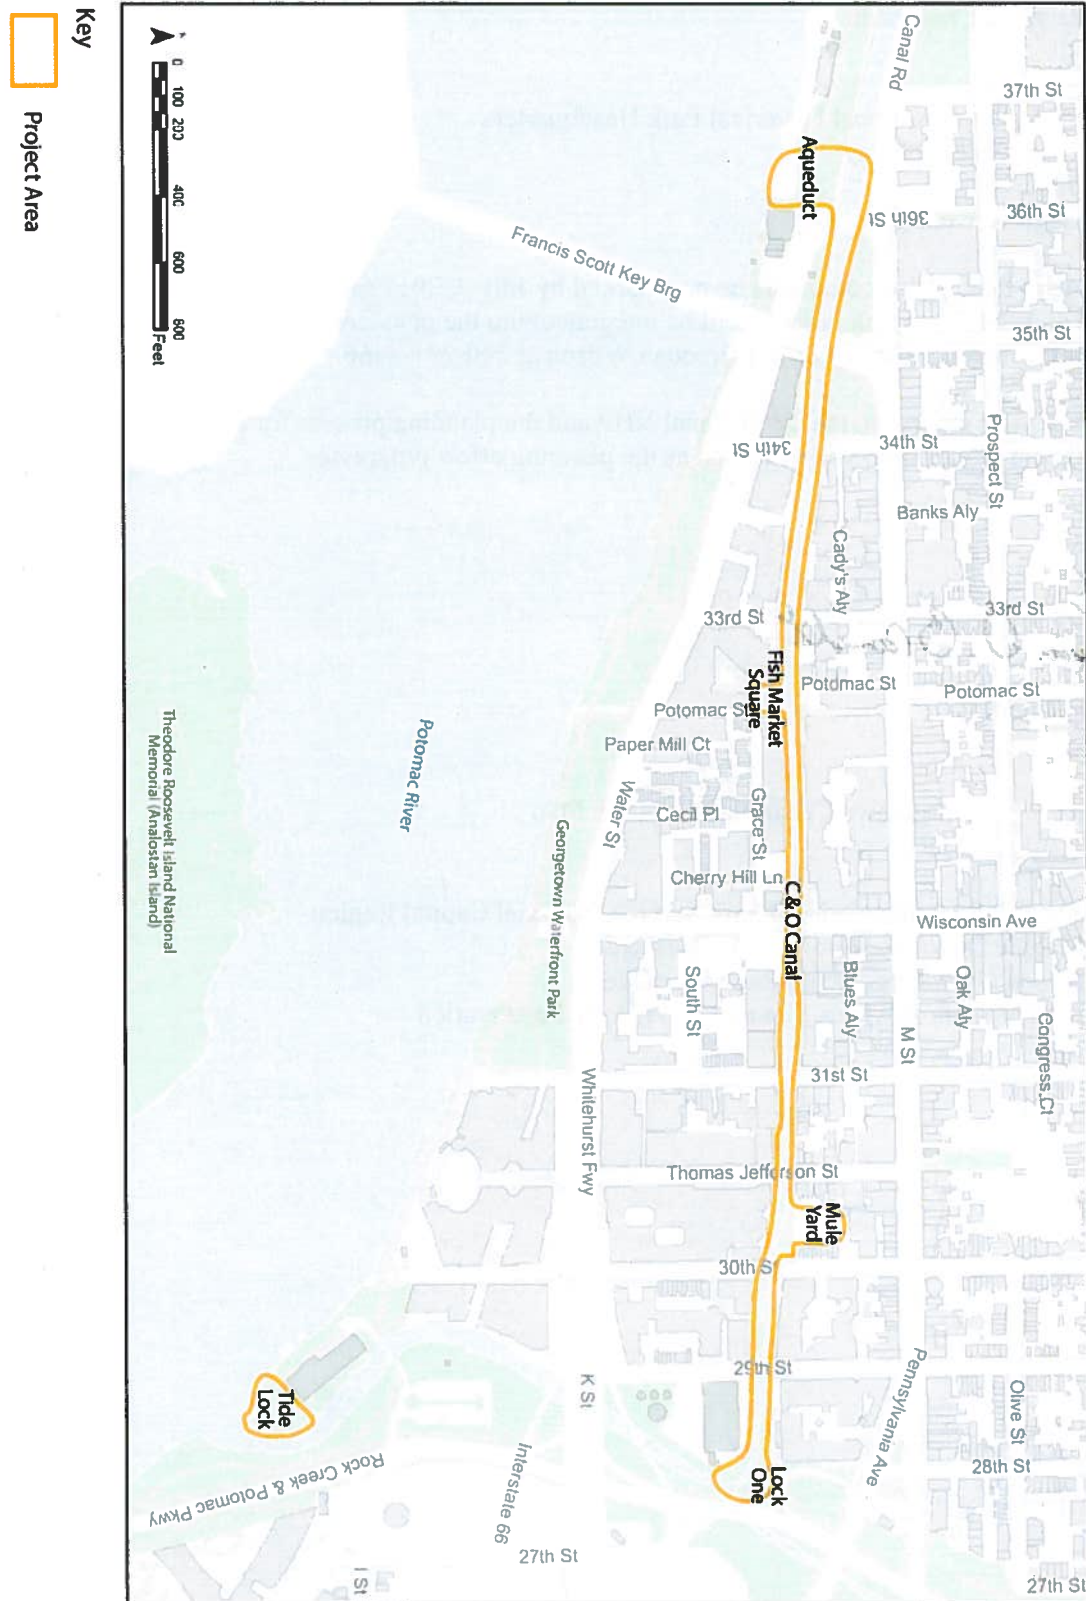 Key
Project Area
0 100 200 400 600 800
Feet
Canal Rd
37th St
36th St
36th St
35th St
Aqueduct
Francis Scott Key Brg
34th St
34th St
Prospect St
Banks Aly
Cady's Aly
33rd St
33rd St
Fish Market
Square
Potomac St
Potomac St
Potomac St
Paper Mill Ct
Water St
Cecil Pl
Grace St
Cherry Hill Ln
C & O Canal
Wisconsin Ave
Potomac River
Georgetown Waterfront Park
Theodore Roosevelt Island National
Memorial (Analostan Island)
South St
Blues Aly
Oak Aly
Congress Ct
M St
31st St
Whitehurst Fwy
Thomas Jefferson St
Mule
Yard
30th St
29th St
K St
Pennsylvania Ave
Olive St
28th St
Tide
Lock
Lock
One
Rock Creek & Potomac Pkwy
Interstate 66
27th St
27th St
I St